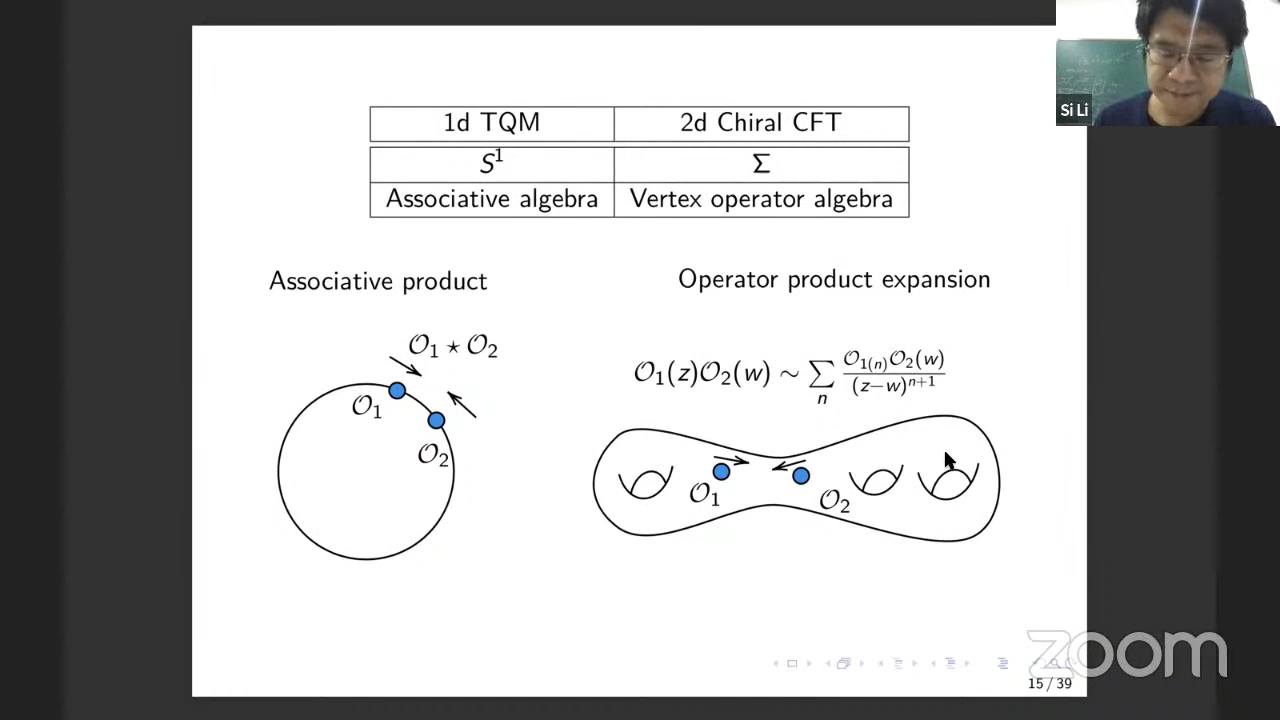 Si Li
1d TQM 2d Chiral CFT
S¹ Σ
Associative algebra Vertex operator algebra
Associative product Operator product expansion
𝒪₁ ⋆ 𝒪₂
𝒪₁(z)𝒪₂(w) ∼ ∑ₙ 𝒪₁₍ₙ₎𝒪₂(w) / (z−w)ⁿ⁺¹
𝒪₁
𝒪₂
𝒪₁
𝒪₂
zoom
15 / 39